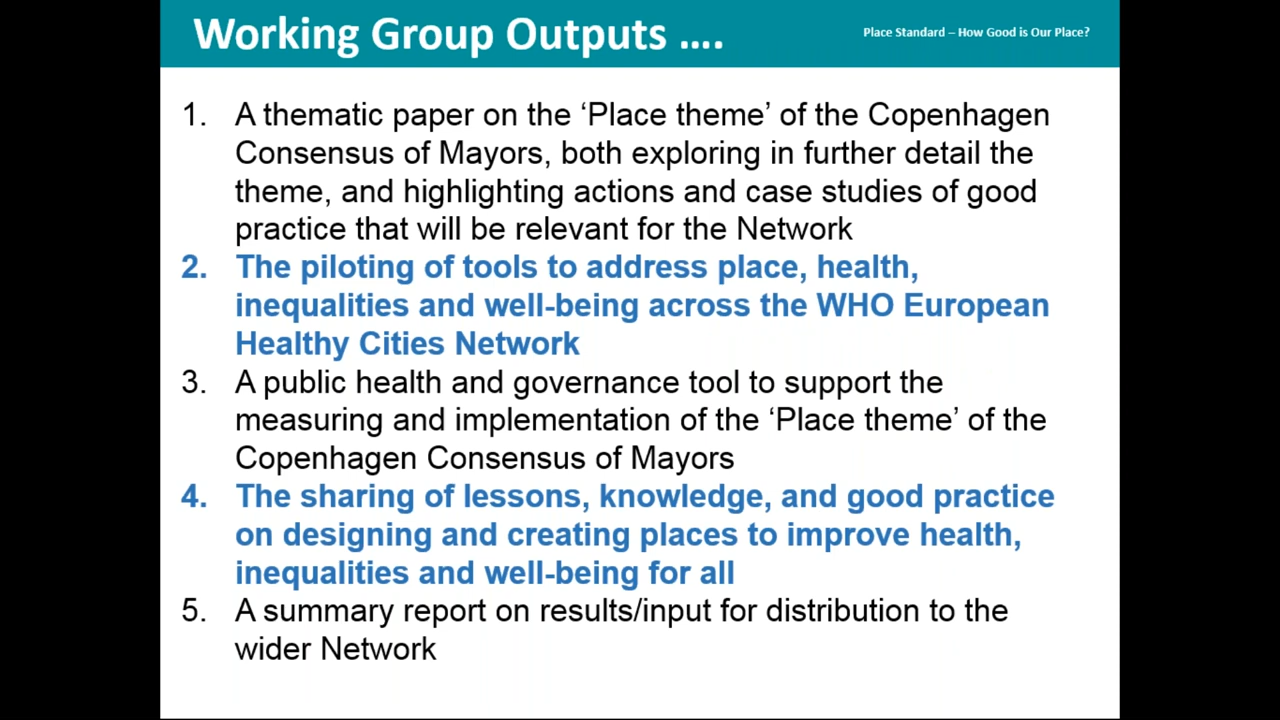 Working Group Outputs ....
Place Standard – How Good is Our Place?
1. A thematic paper on the ‘Place theme’ of the Copenhagen
Consensus of Mayors, both exploring in further detail the
theme, and highlighting actions and case studies of good
practice that will be relevant for the Network
2. The piloting of tools to address place, health,
inequalities and well-being across the WHO European
Healthy Cities Network
3. A public health and governance tool to support the
measuring and implementation of the ‘Place theme’ of the
Copenhagen Consensus of Mayors
4. The sharing of lessons, knowledge, and good practice
on designing and creating places to improve health,
inequalities and well-being for all
5. A summary report on results/input for distribution to the
wider Network